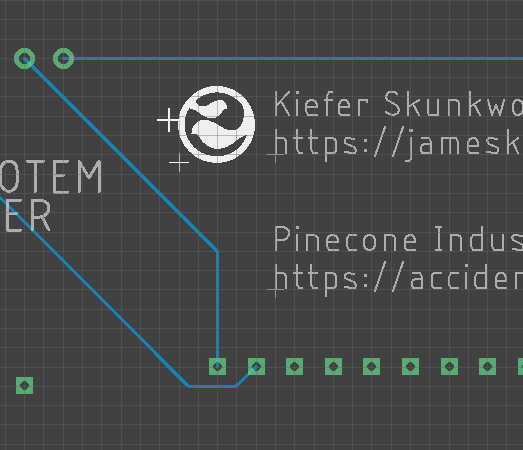 Kiefer Skunkwo
https://jamesk
OTEM
ER
Pinecone Indus
https://acciden